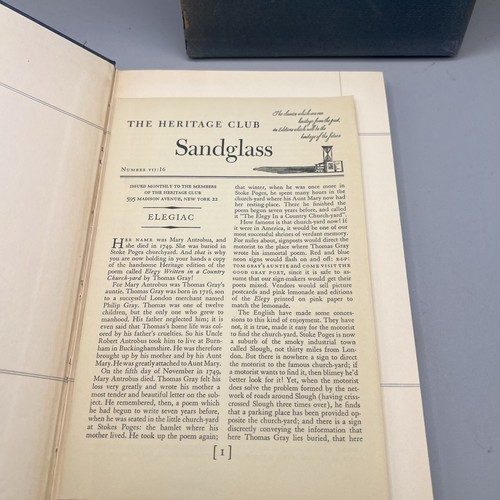 THE HERITAGE CLUB
The classics which are our
heritage from the past,
in editions which will be the
heritage of the future
Sandglass
NUMBER VII:16
ISSUED MONTHLY TO THE MEMBERS
OF THE HERITAGE CLUB
595 MADISON AVENUE, NEW YORK 22
ELEGIAC
HER NAME was Mary Antrobus, and
she died in 1749. She was buried in
Stoke Poges Church-yard. And that is why
you are now holding in your hands a copy
of the handsome Heritage edition of the
poem called Elegy Written in a Country
Church-yard by Thomas Gray!
For Mary Antrobus was Thomas Gray's
auntie. Thomas Gray was born in 1716, son
to a successful London merchant named
Philip Gray. Thomas was one of twelve
children, but the only one who grew to
manhood. His father neglected him; it is
even said that Thomas's home life was col-
ored by his father's cruelties. So his Uncle
Robert Antrobus took him to live at Burn-
ham in Buckinghamshire. He was therefore
brought up by his mother and by his Aunt
Mary. He was greatly attached to Aunt Mary.
On the fifth day of November in 1749,
Mary Antrobus died. Thomas Gray felt his
loss very greatly and wrote his mother a
most tender and beautiful letter on the sub-
ject. He remembered, then, a poem which
he had begun to write seven years before,
when he was seated in the little church-yard
at Stoke Poges: the hamlet where his
mother lived. He took up the poem again;
that winter, when he was once more in
Stoke Poges, he spent many hours in the
church-yard where his Aunt Mary now had
her resting-place. There he finished the
poem begun seven years before, and called
it "The Elegy In a Country Church-yard".
How famous is that church-yard now! If
it were in America, it would be one of our
most successful shrines of verdant memory.
For miles about, signposts would direct the
motorist to the place where Thomas Gray
wrote his immortal poem. Red and blue
neon signs would flash on and off: R-I-P:
TOM GRAY'S AUNTIE AND COME VISIT THE
GOOD GRAY POET, since it is safe to as-
sume that our sign-makers would get their
poets mixed. Vendors would sell picture
postcards and pink lemonade and editions
of the Elegy printed on pink paper to
match the lemonade.
The English have made some conces-
sions to this kind of enjoyment. They have
not, it is true, made it easy for the motorist
to find the church-yard. Stoke Poges is now
a suburb of the smoky industrial town
called Slough, not thirty miles from Lon-
don. But there is nowhere a sign to direct
the motorist to the famous church-yard; if
a motorist wants to find it, then blimey he'd
better look for it! Yet, when the motorist
does solve the problem formed by the net-
work of roads around Slough (having criss-
crossed Slough three times over), he finds
that a parking place has been provided op-
posite the church-yard; and there is a sign
discreetly conveying the information that
here Thomas Gray lies buried, that here
[ 1 ]